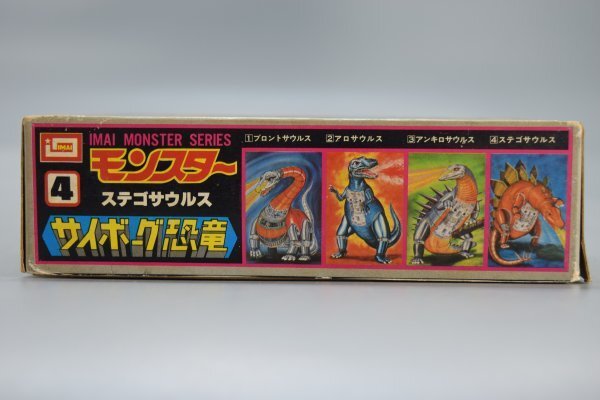 IMAI
IMAI MONSTER SERIES
モンスター
4
ステゴサウルス
サイボーグ恐竜
1 ブロントサウルス
2 アロサウルス
3 アンキロサウルス
4 ステゴサウルス